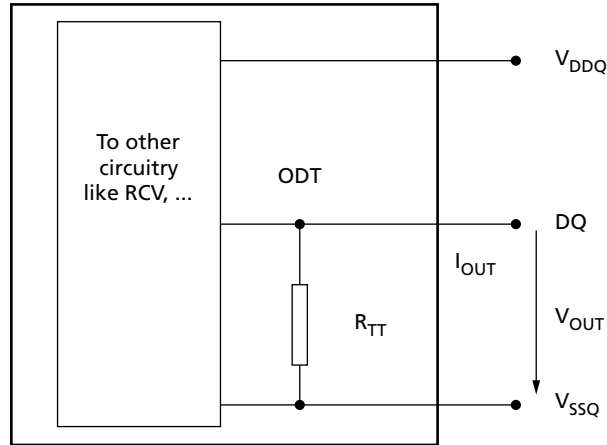 V_DDQ
To other
circuitry
like RCV, ...
ODT
DQ
I_OUT
V_OUT
R_TT
V_SSQ